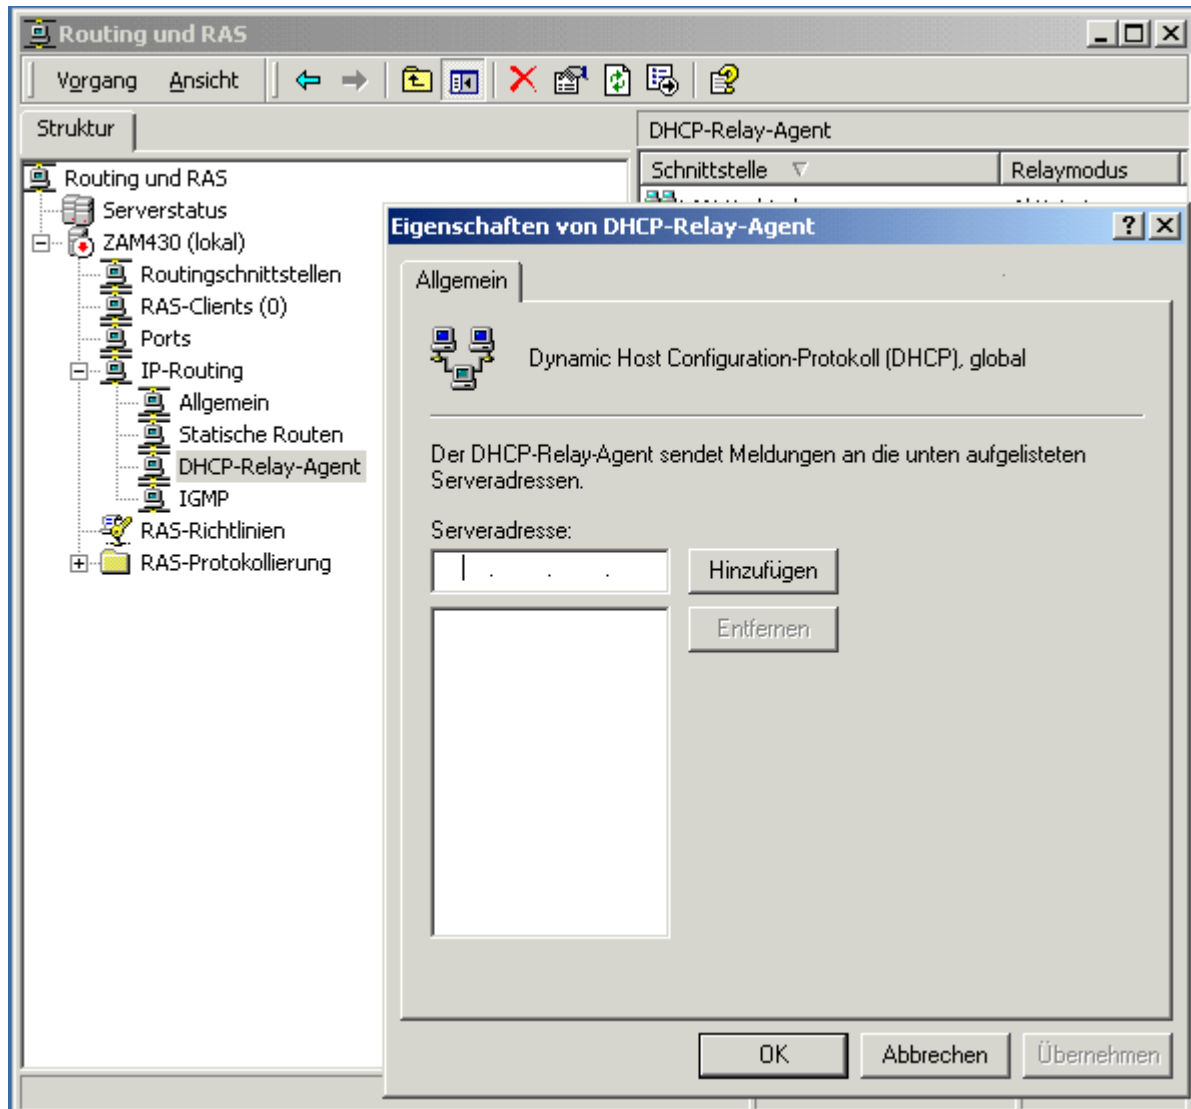 Routing und RAS
Vorgang Ansicht
Struktur
DHCP-Relay-Agent
Schnittstelle Relaymodus
Routing und RAS
Serverstatus
ZAM430 (lokal)
Routingschnittstellen
RAS-Clients (0)
Ports
IP-Routing
Allgemein
Statische Routen
DHCP-Relay-Agent
IGMP
RAS-Richtlinien
RAS-Protokollierung
Eigenschaften von DHCP-Relay-Agent
Allgemein
Dynamic Host Configuration-Protokoll (DHCP), global
Der DHCP-Relay-Agent sendet Meldungen an die unten aufgelisteten
Serveradressen.
Serveradresse:
. . .
Hinzufügen
Entfernen
OK Abbrechen Übernehmen